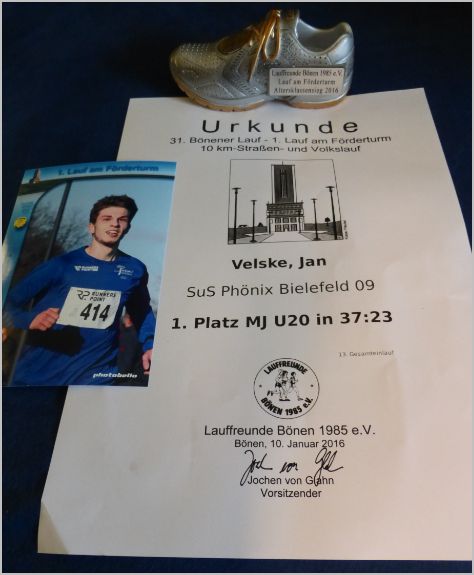 Lauffreunde Bönen 1985 e.V.
Lauf am Förderturm
Altersklassensieg 2016
Urkunde
31. Bönener Lauf - 1. Lauf am Förderturm
10 km-Straßen- und Volkslauf
Velske, Jan
SuS Phönix Bielefeld 09
1. Platz MJ U20 in 37:23
13. Gesamteinlauf
LAUFFREUNDE
BÖNEN 1985 e.V.
Lauffreunde Bönen 1985 e.V.
Bönen, 10. Januar 2016
Jochen von Glahn
Vorsitzender
1. Lauf am Förderturm
RUNNERS
POINT
414
photobello